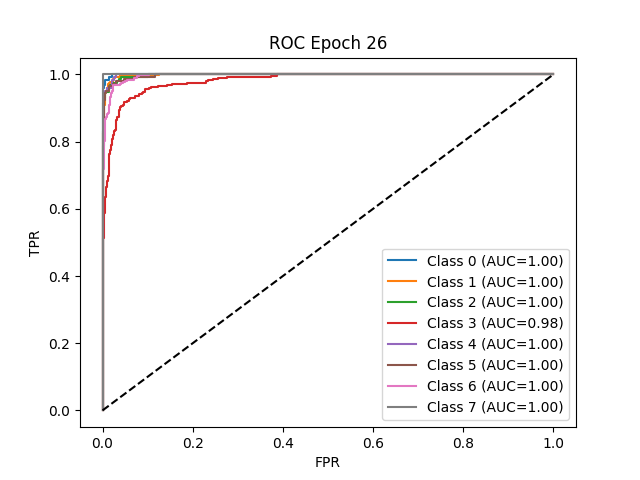 ROC Epoch 26
TPR
1.0
0.8
0.6
0.4
0.2
0.0
Class 0 (AUC=1.00)
Class 1 (AUC=1.00)
Class 2 (AUC=1.00)
Class 3 (AUC=0.98)
Class 4 (AUC=1.00)
Class 5 (AUC=1.00)
Class 6 (AUC=1.00)
Class 7 (AUC=1.00)
0.0 0.2 0.4 0.6 0.8 1.0
FPR